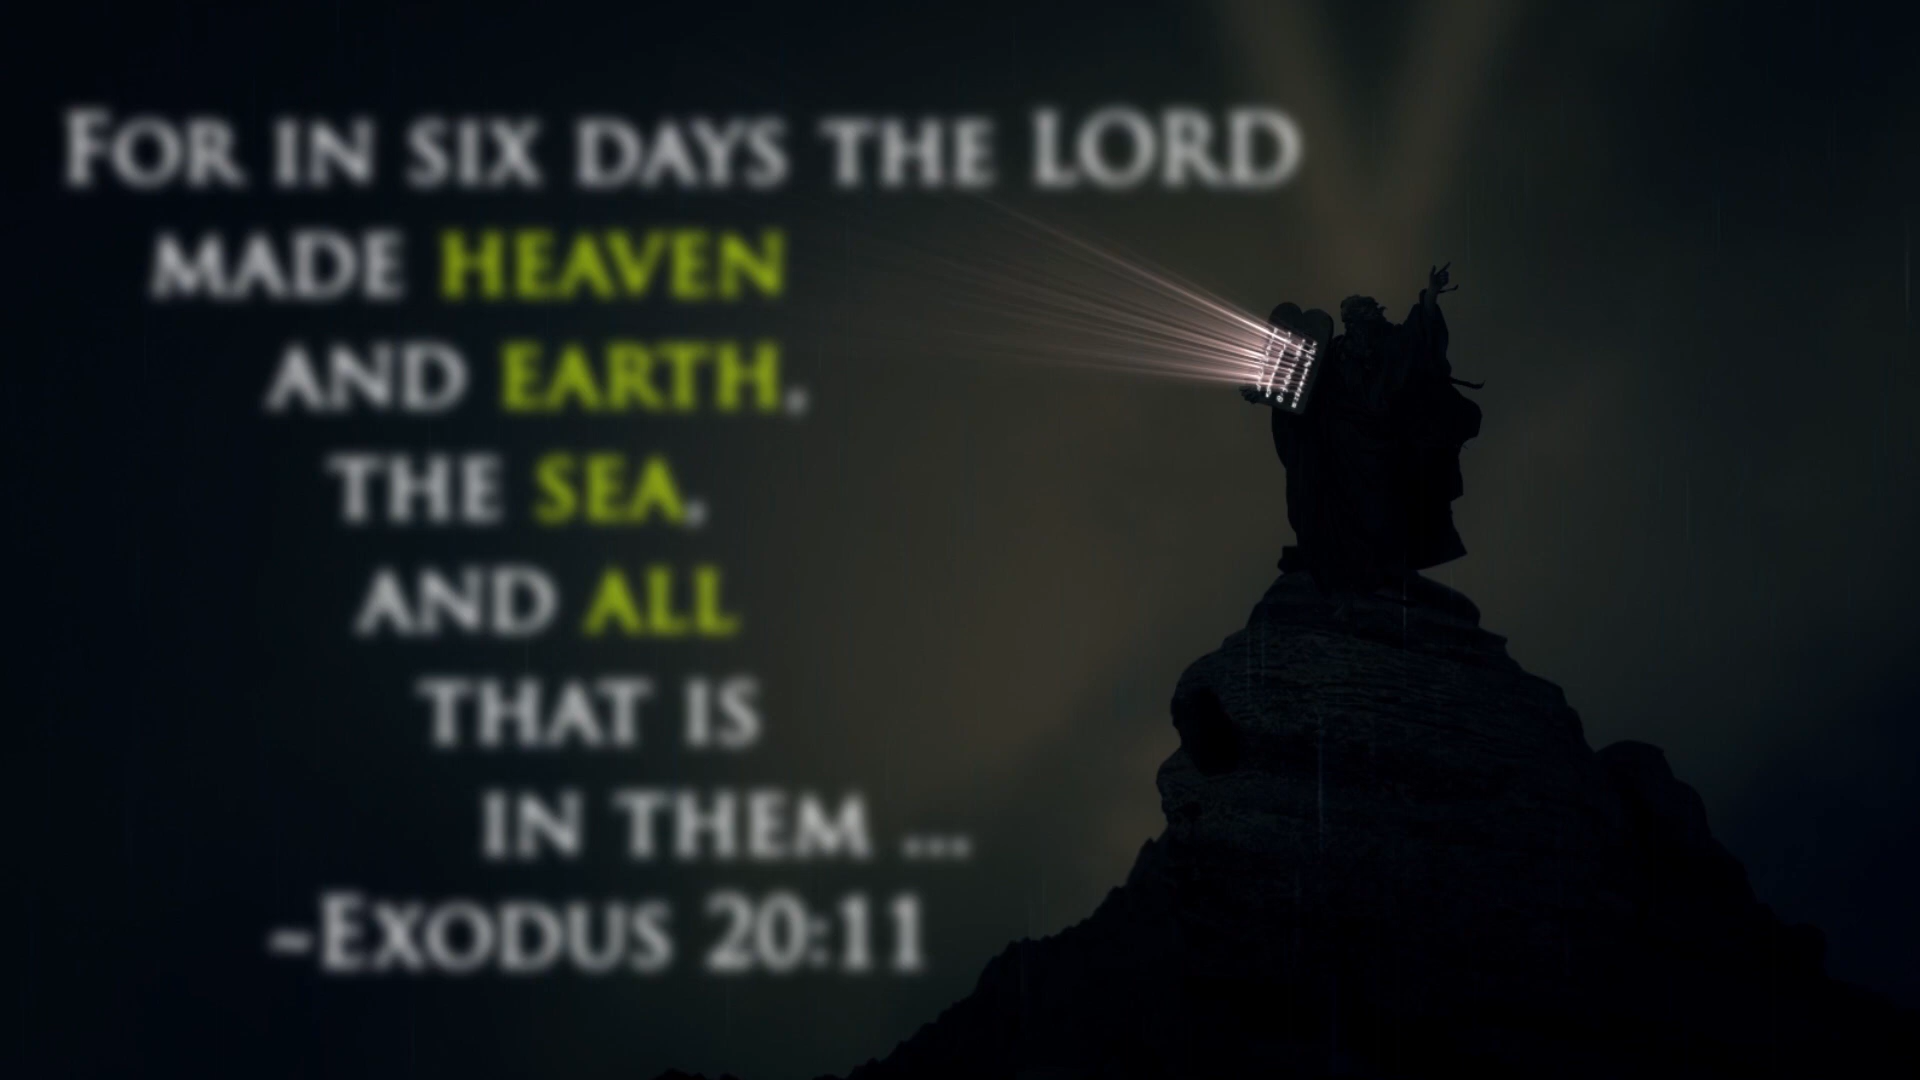 For in six days the LORD
made heaven
and earth,
the sea,
and all
that is
in them ...
~Exodus 20:11